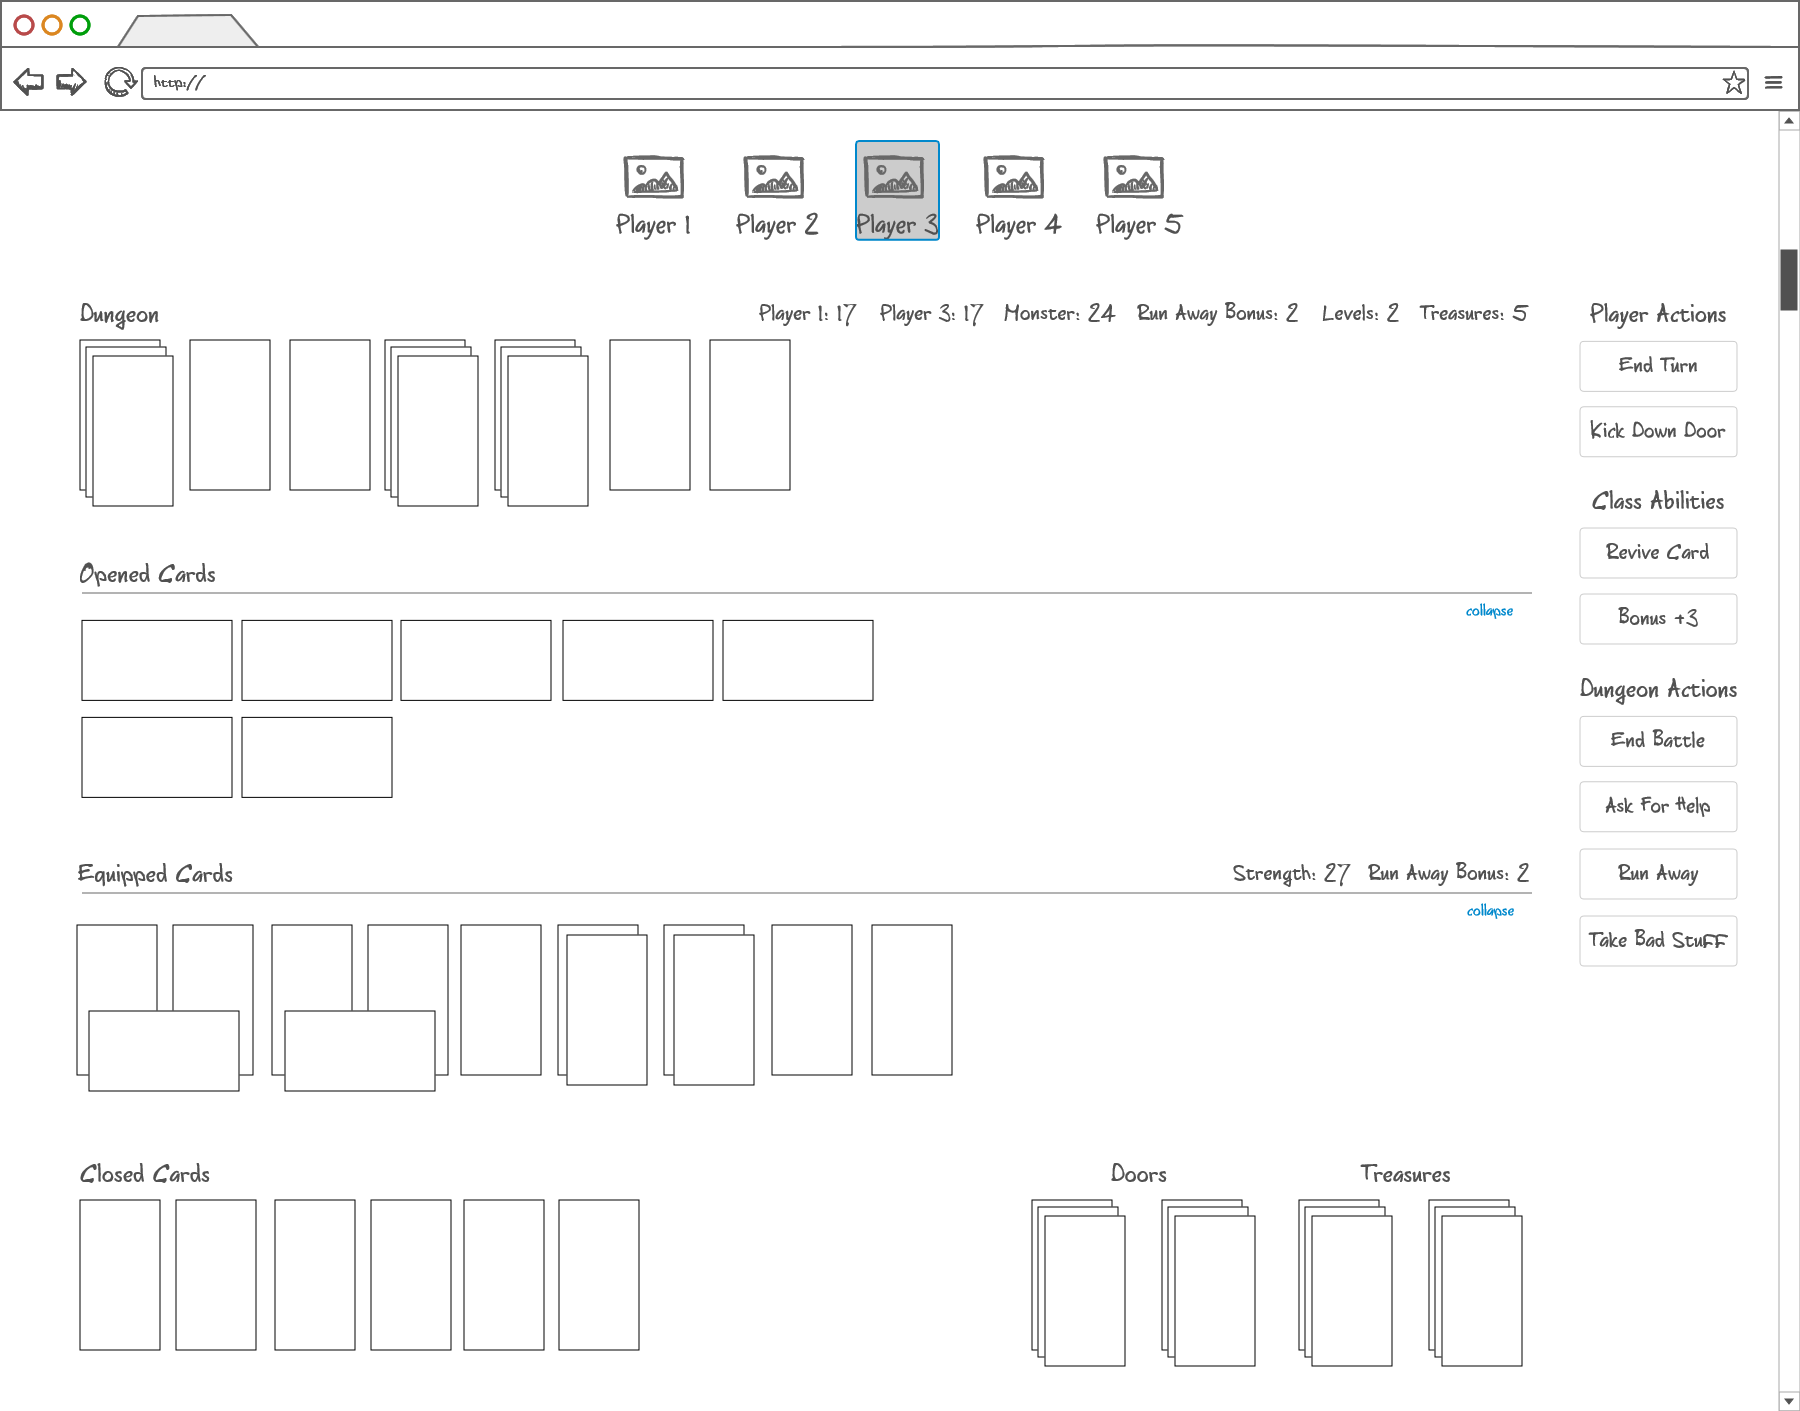 http://
Player 1
Player 2
Player 3
Player 4
Player 5
Dungeon
Player 1: 17 Player 3: 17 Monster: 24 Run Away Bonus: 2 Levels: 2 Treasures: 5
Player Actions
End Turn
Kick Down Door
Class Abilities
Revive Card
Opened Cards
collapse
Bonus +3
Dungeon Actions
End Battle
Ask For Help
Equipped Cards
Strength: 27 Run Away Bonus: 2
Run Away
collapse
Take Bad Stuff
Closed Cards
Doors
Treasures